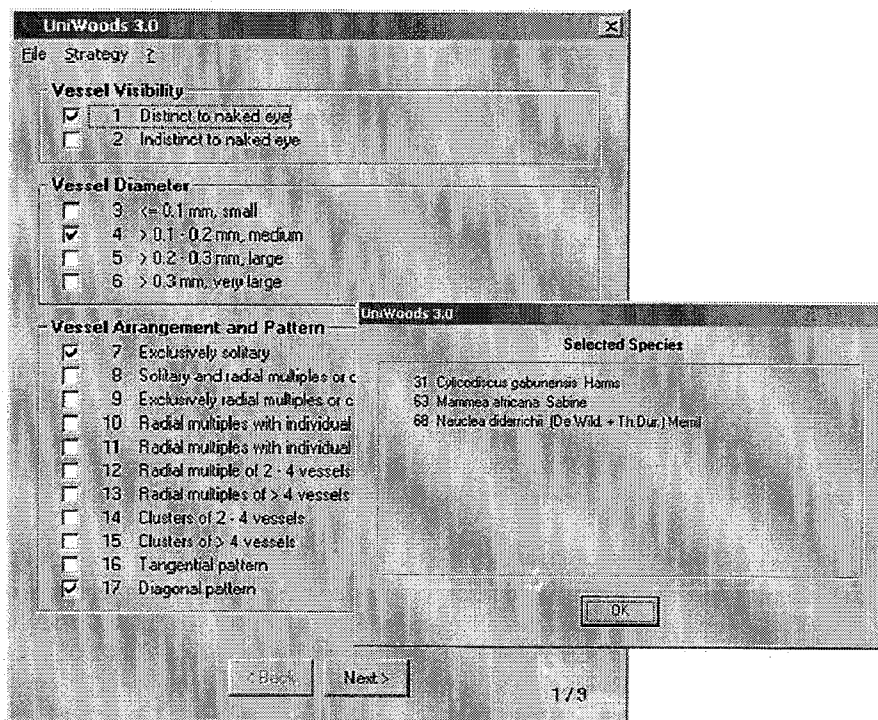 UniWoods 3.0
File Strategy ?
Vessel Visibility
1 Distinct to naked eye
2 Indistinct to naked eye
Vessel Diameter
3 <= 0.1 mm, small
4 > 0.1 - 0.2 mm, medium
5 > 0.2 - 0.3 mm, large
6 > 0.3 mm, very large
Vessel Arrangement and Pattern
7 Exclusively solitary
8 Solitary and radial multiples or c
9 Exclusively radial multiples or c
10 Radial multiples with individual
11 Radial multiples with individual
12 Radial multiple of 2 - 4 vessels
13 Radial multiples of > 4 vessels
14 Clusters of 2 - 4 vessels
15 Clusters of > 4 vessels
16 Tangential pattern
17 Diagonal pattern
< Back Next >
1 / 9
UniWoods 3.0
Selected Species
31 Cylicodiscus gabunensis Harms
63 Mammea africana Sabine
68 Nauclea diderrichii (De Wild. + Th.Dur.) Merrill
OK